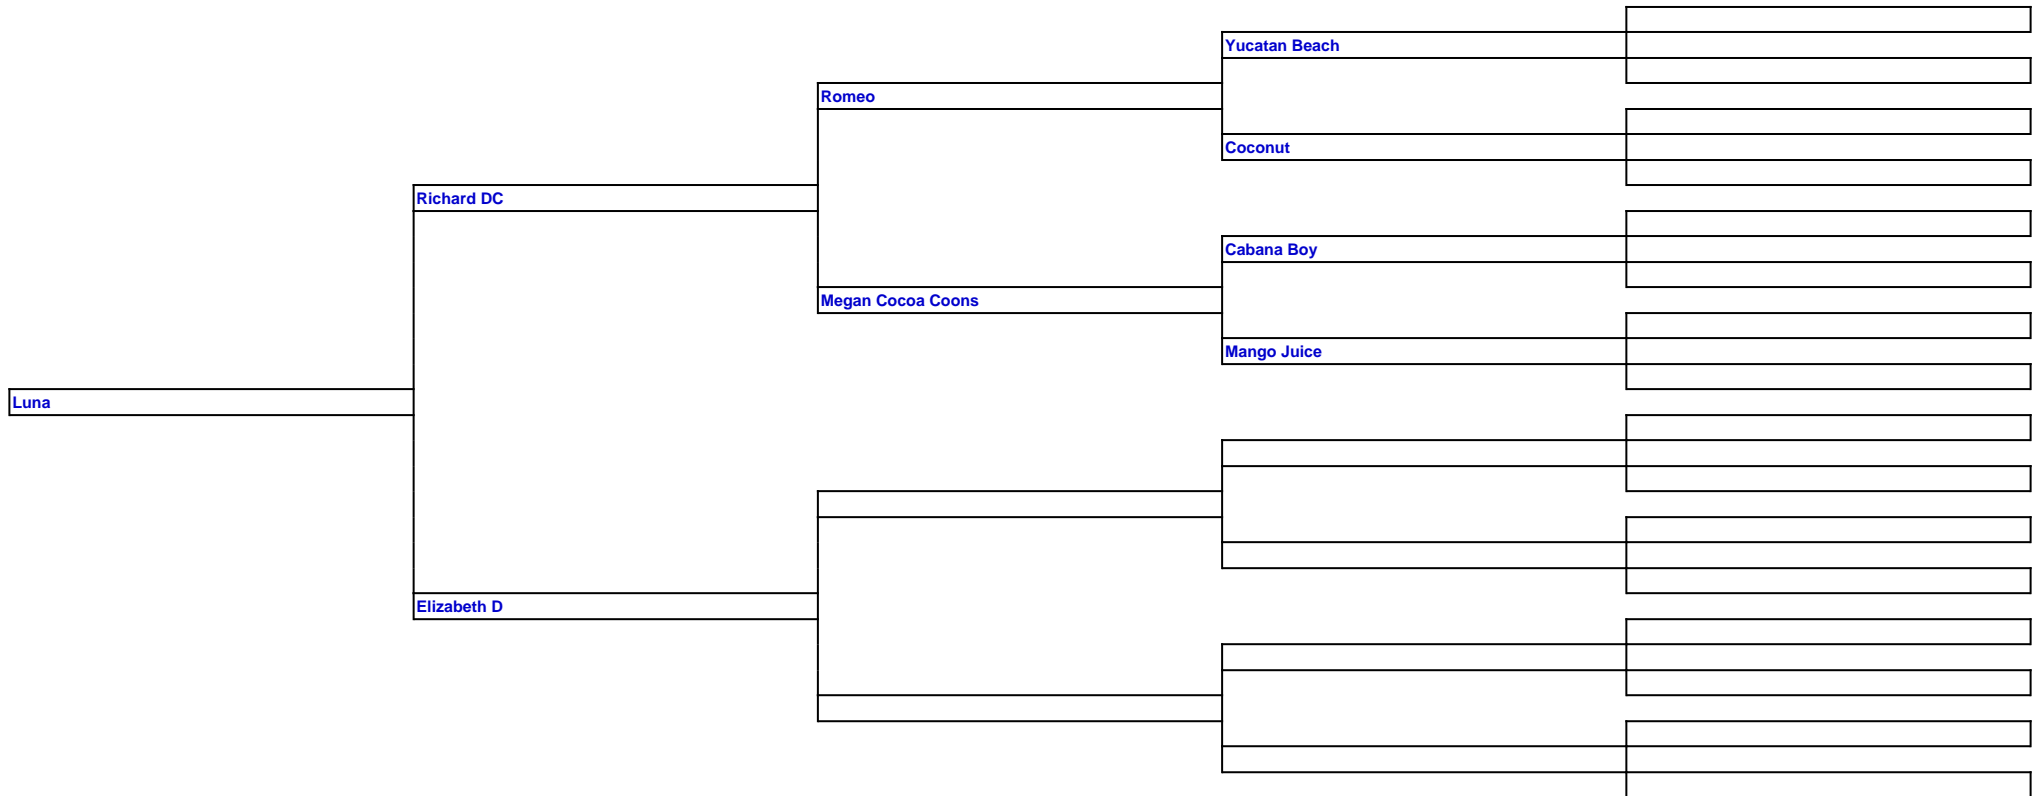 Yucatan Beach
Romeo
Coconut
Richard DC
Cabana Boy
Megan Cocoa Coons
Mango Juice
Luna
Elizabeth D